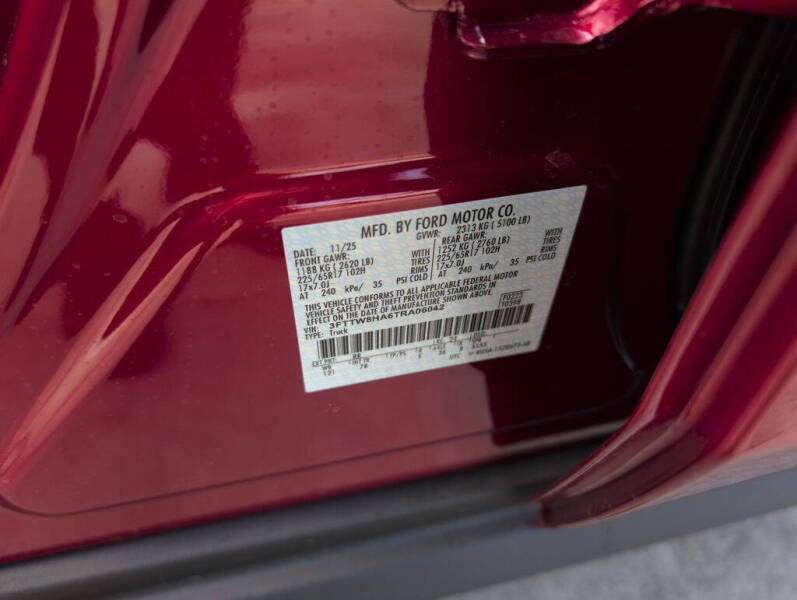 MFD. BY FORD MOTOR CO.
DATE: 11/25 GVWR: 2313 KG ( 5100 LB)
FRONT GAWR: REAR GAWR:
1188 KG ( 2620 LB) WITH 1252 KG ( 2760 LB) WITH
225/65R17 102H TIRES 225/65R17 102H TIRES
17x7.0J RIMS 17x7.0J RIMS
AT 240 kPa/ 35 PSI COLD AT 240 kPa/ 35 PSI COLD
THIS VEHICLE CONFORMS TO ALL APPLICABLE FEDERAL MOTOR
VEHICLE SAFETY AND THEFT PREVENTION STANDARDS IN
EFFECT ON THE DATE OF MANUFACTURE SHOWN ABOVE.
VIN: 3FTTW8HA6TRA06042
TYPE: Truck
EXT PNT:
UTC